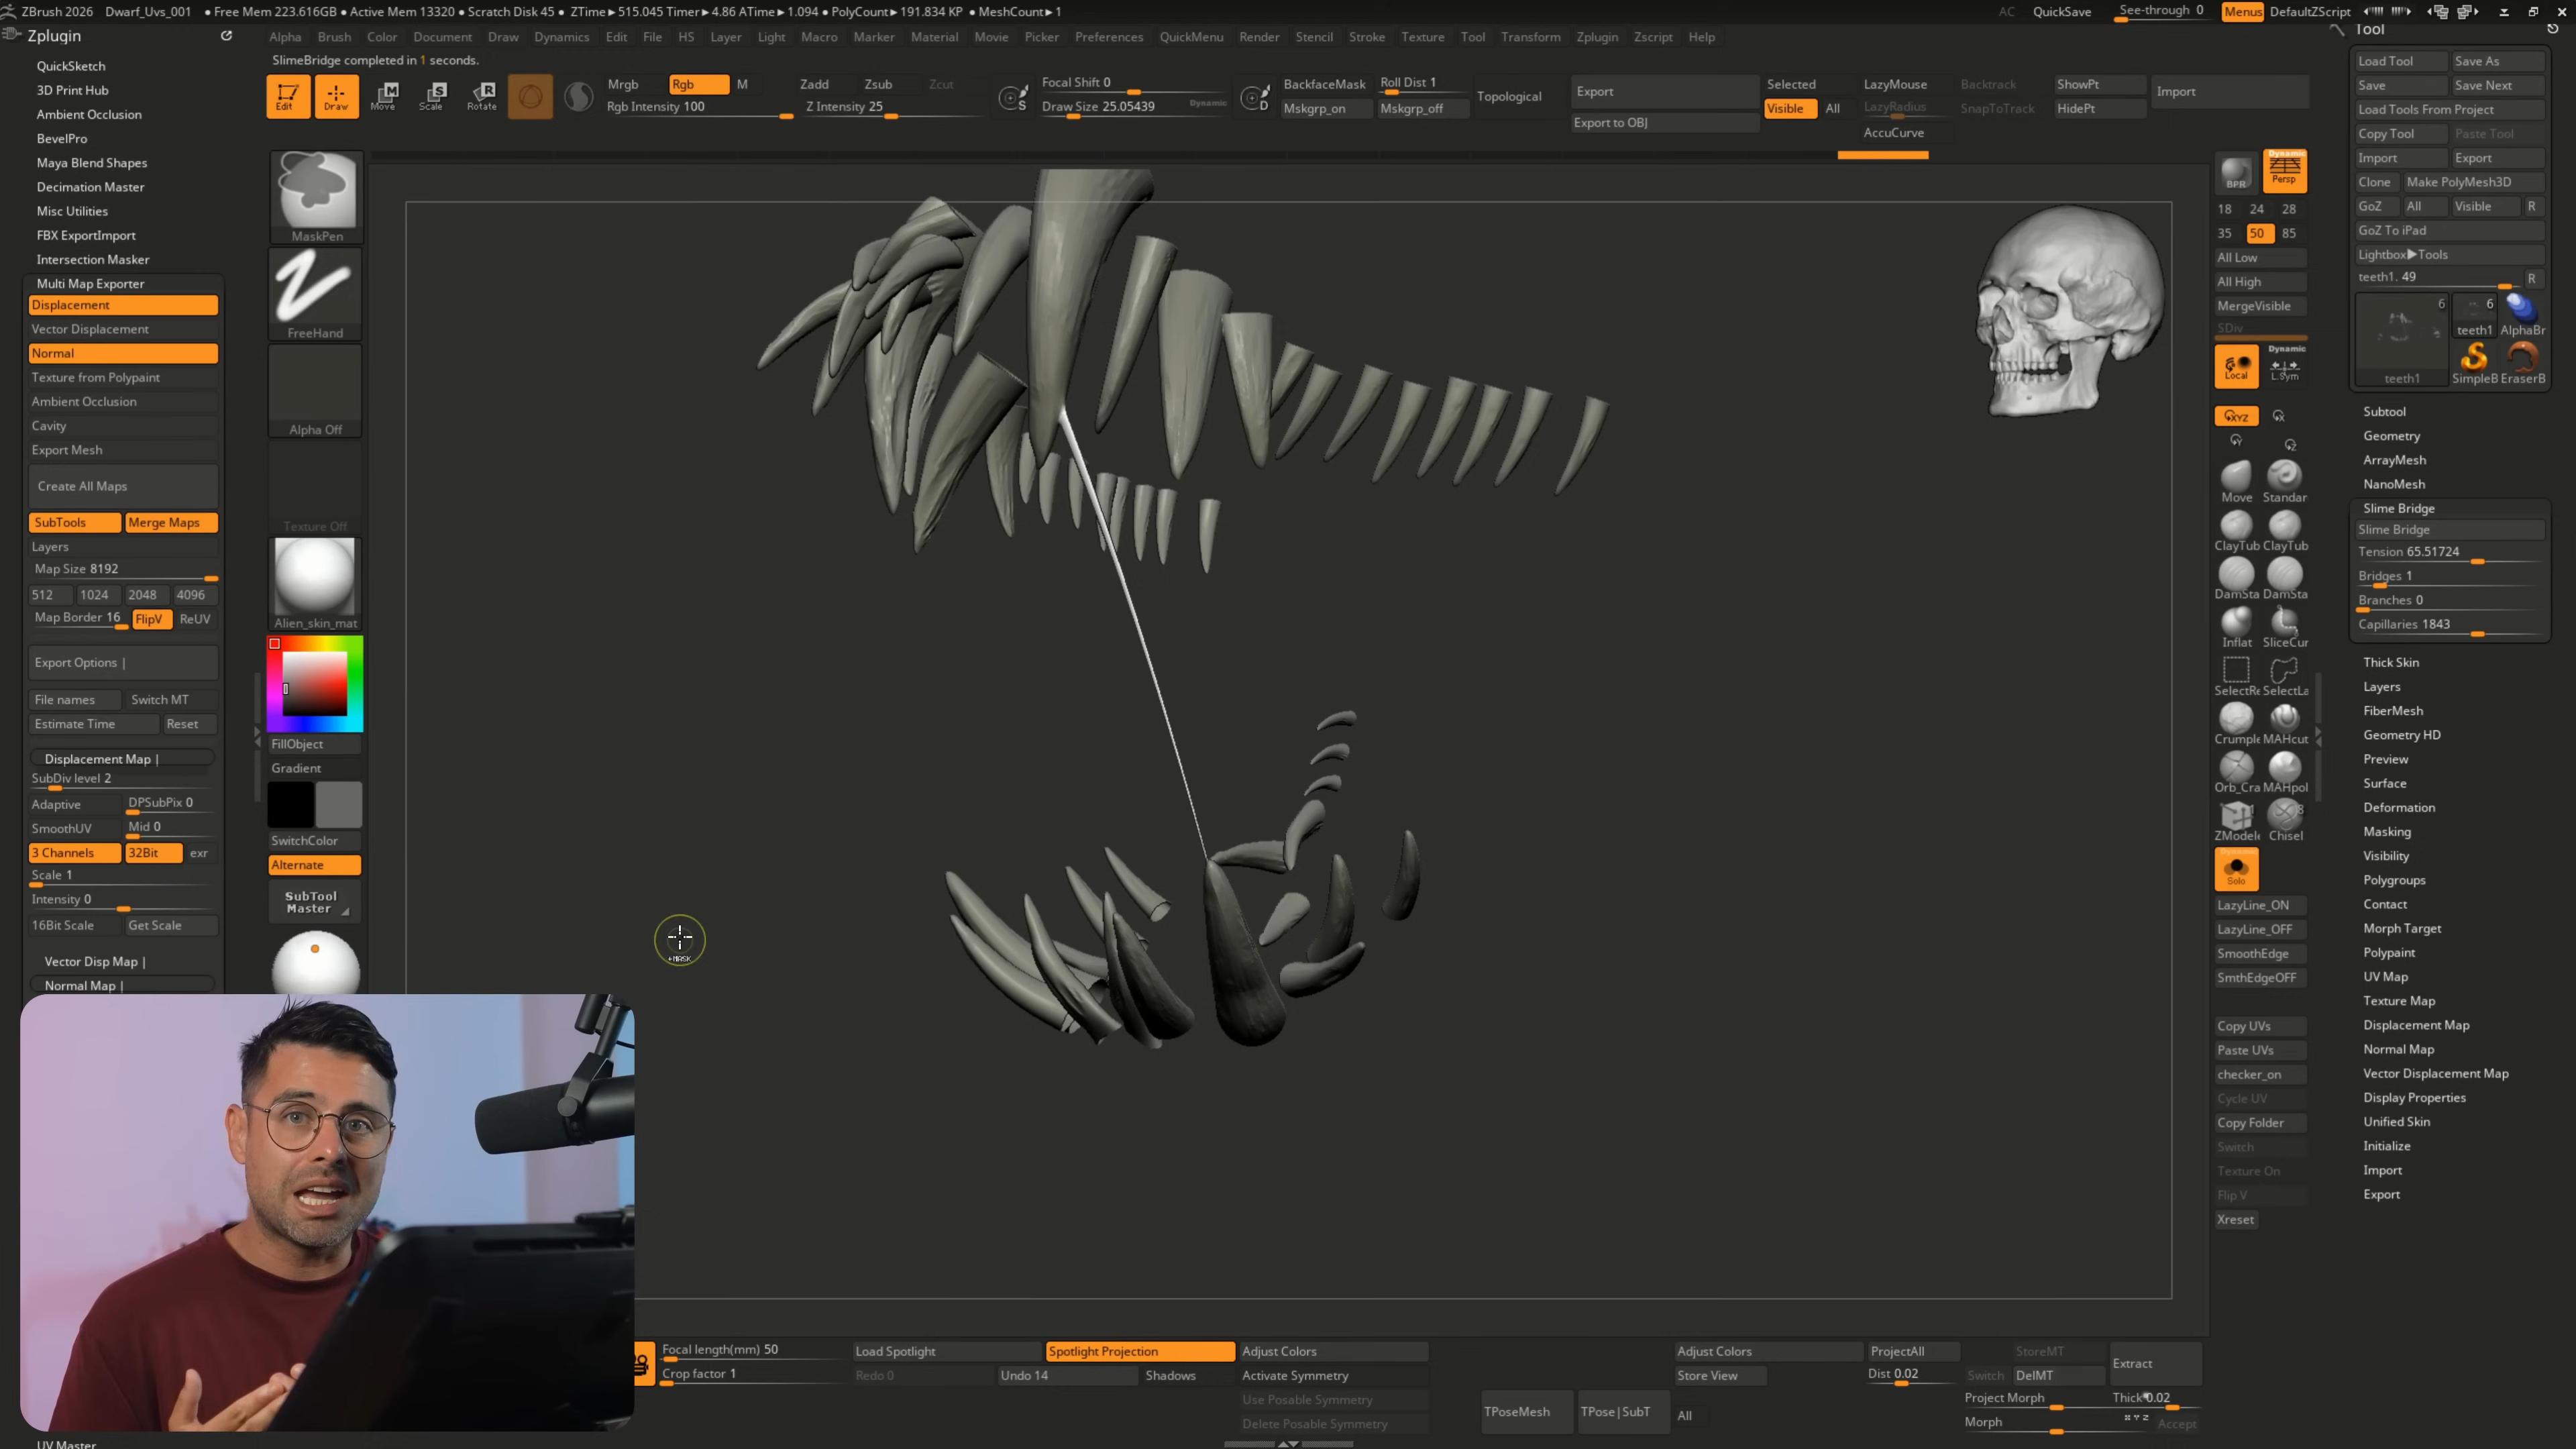 ZBrush 2026 Dwarf_Uvs_001 • Free Mem 223.616GB • Active Mem 13320 • Scratch Disk 45 • ZTime▸515.045 Timer▸4.86 ATime▸1.094 • PolyCount▸191.834 KP • MeshCount▸1
AC QuickSave See-through 0 Menus DefaultZScript
Zplugin
Alpha Brush Color Document Draw Dynamics Edit File HS Layer Light Macro Marker Material Movie Picker Preferences QuickMenu Render Stencil Stroke Texture Tool Transform Zplugin Zscript Help
SlimeBridge completed in 1 seconds.
QuickSketch
3D Print Hub
Ambient Occlusion
BevelPro
Maya Blend Shapes
Decimation Master
Misc Utilities
FBX ExportImport
Intersection Masker
Multi Map Exporter
Displacement
Vector Displacement
Normal
Texture from Polypaint
Ambient Occlusion
Cavity
Export Mesh
Create All Maps
SubTools Merge Maps
Layers
Map Size 8192
512 1024 2048 4096
Map Border 16 FlipV ReUV
Export Options |
File names Switch MT
Estimate Time Reset
Displacement Map |
SubDiv level 2
Adaptive DPSubPix 0
SmoothUV Mid 0
3 Channels 32Bit exr
Scale 1
Intensity 0
16Bit Scale Get Scale
Vector Disp Map |
Normal Map |
UV Master
Edit Draw Move Scale Rotate
Mrgb Rgb M
Rgb Intensity 100
Zadd Zsub Zcut
Z Intensity 25
Focal Shift 0
Draw Size 25.05439 Dynamic
BackfaceMask Roll Dist 1
Mskgrp_on Mskgrp_off
Topological
Export
Export to OBJ
Selected
Visible All
LazyMouse
LazyRadius
AccuCurve
Backtrack
SnapToTrack
ShowPt
HidePt
Import
MaskPen
FreeHand
Alpha Off
Texture Off
Alien_skin_mat
FillObject
Gradient
SwitchColor
Alternate
SubTool
Master
+MASK
BPR Dynamic
Persp
18 24 28
35 50 85
All Low
All High
MergeVisible
SDiv
Local Dynamic
L.Sym
XYZ
Move Standar
ClayTub ClayTub
DamSta DamSta
Inflat SliceCur
SelectRe SelectLa
Crumple MAHcut
Orb_Cra MAHpol
ZModele Chisel
Dynamic
Solo
LazyLine_ON
LazyLine_OFF
SmoothEdge
SmthEdgeOFF
Copy UVs
Paste UVs
checker_on
Cycle UV
Copy Folder
Switch
Texture On
Flip V
Xreset
Tool
Load Tool Save As
Save Save Next
Load Tools From Project
Copy Tool Paste Tool
Import Export
Clone Make PolyMesh3D
GoZ All Visible R
GoZ To iPad
Lightbox▸Tools
teeth1. 49 R
6 6
teeth1 AlphaBr
teeth1 SimpleB EraserB
Subtool
Geometry
ArrayMesh
NanoMesh
Slime Bridge
Slime Bridge
Tension 65.51724
Bridges 1
Branches 0
Capillaries 1843
Thick Skin
Layers
FiberMesh
Geometry HD
Preview
Surface
Deformation
Masking
Visibility
Polygroups
Contact
Morph Target
Polypaint
UV Map
Texture Map
Displacement Map
Normal Map
Vector Displacement Map
Display Properties
Unified Skin
Initialize
Import
Export
Focal length(mm) 50
Crop factor 1
Load Spotlight Spotlight Projection Adjust Colors
Redo 0 Undo 14 Shadows Activate Symmetry
Use Posable Symmetry
Delete Posable Symmetry
TPoseMesh TPose|SubT All
Adjust Colors
Store View
ProjectAll
Dist 0.02
StoreMT
Switch DelMT
Extract
Project Morph Thick 0.02
Morph Accept